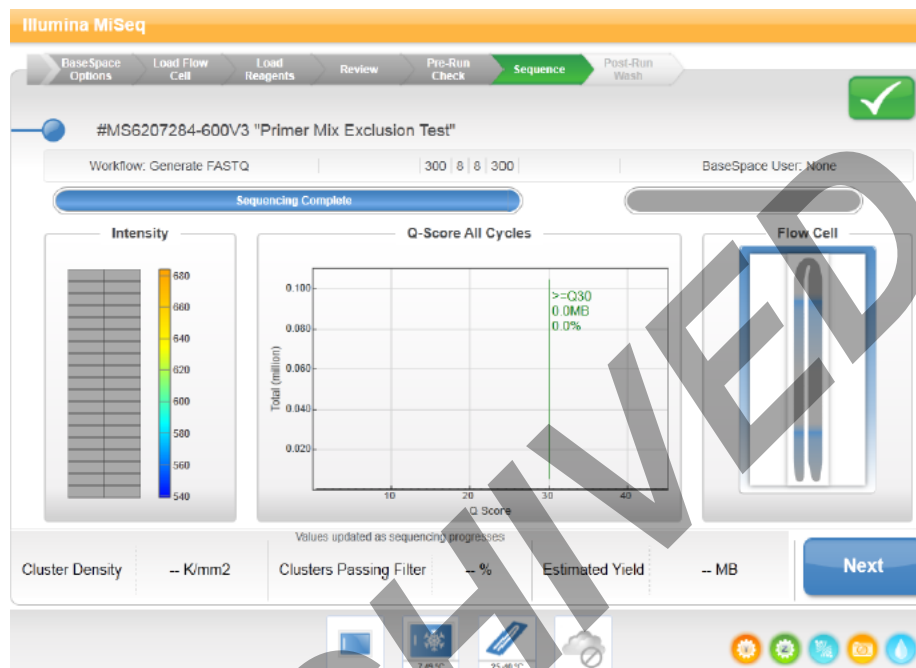 Illumina MiSeq
BaseSpace Options
Load Flow Cell
Load Reagents
Review
Pre-Run Check
Sequence
Post-Run Wash
#MS6207284-600V3 "Primer Mix Exclusion Test"
Workflow: Generate FASTQ
300 | 8 | 8 | 300
BaseSpace User: None
Sequencing Complete
Intensity
680
660
640
620
600
580
560
540
Q-Score All Cycles
Total (million)
0.100
0.080
0.060
0.040
0.020
>=Q30
0.0MB
0.0%
10 20 30 40
Q Score
Flow Cell
Values updated as sequencing progresses
Cluster Density -- K/mm2
Clusters Passing Filter -- %
Estimated Yield -- MB
Next
CHIVED